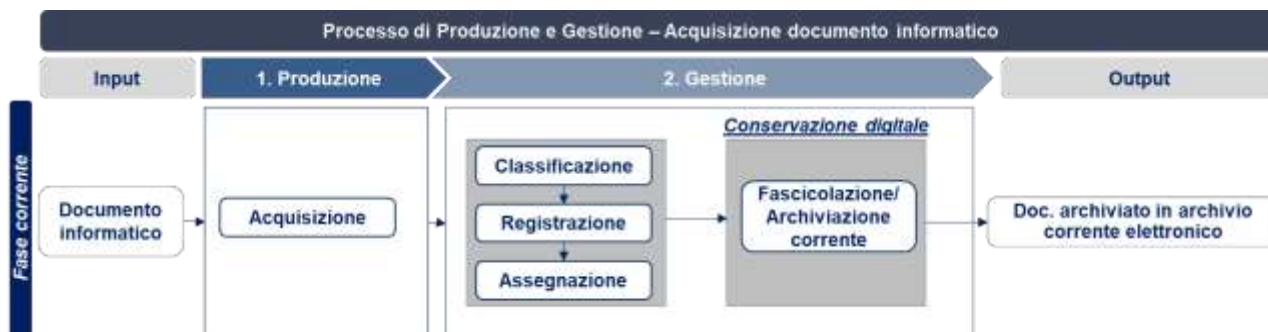 Processo di Produzione e Gestione – Acquisizione documento informatico
Input
1. Produzione
2. Gestione
Output
Fase corrente
Documento
informatico
Acquisizione
Classificazione
Registrazione
Assegnazione
Conservazione digitale
Fascicolazione/
Archiviazione
corrente
Doc. archiviato in archivio
corrente elettronico